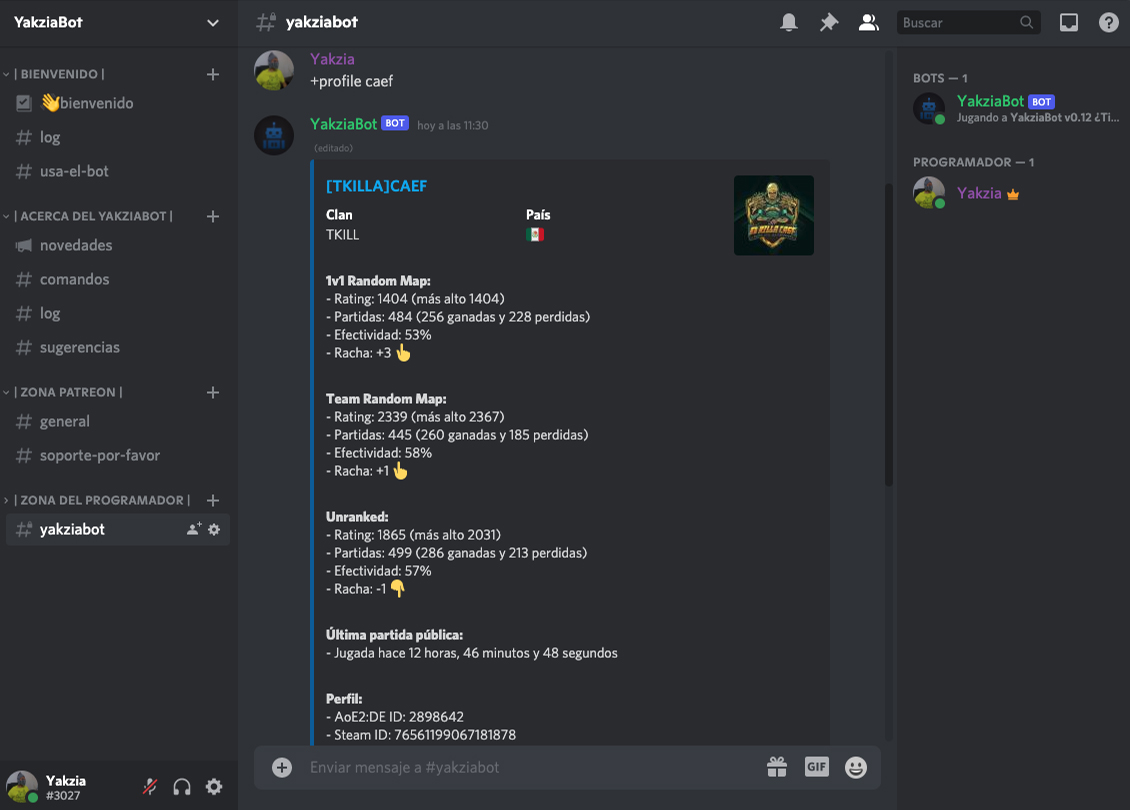 YakziaBot
| BIENVENIDO |
👋bienvenido
log
usa-el-bot
| ACERCA DEL YAKZIABOT |
novedades
comandos
log
sugerencias
| ZONA PATREON |
general
soporte-por-favor
| ZONA DEL PROGRAMADOR |
yakziabot
Yakzia
#3027
yakziabot
Buscar
Yakzia
+profile caef
YakziaBot BOT hoy a las 11:30
(editado)
[TKILLA]CAEF
Clan País
TKILL 🇲🇽
1v1 Random Map:
- Rating: 1404 (más alto 1404)
- Partidas: 484 (256 ganadas y 228 perdidas)
- Efectividad: 53%
- Racha: +3 👆
Team Random Map:
- Rating: 2339 (más alto 2367)
- Partidas: 445 (260 ganadas y 185 perdidas)
- Efectividad: 58%
- Racha: +1 👆
Unranked:
- Rating: 1865 (más alto 2031)
- Partidas: 499 (286 ganadas y 213 perdidas)
- Efectividad: 57%
- Racha: -1 👇
Última partida pública:
- Jugada hace 12 horas, 46 minutos y 48 segundos
Perfil:
- AoE2:DE ID: 2898642
- Steam ID: 76561199067181878
KILLA CAEF
Enviar mensaje a #yakziabot
GIF
BOTS — 1
YakziaBot BOT
Jugando a YakziaBot v0.12 ¿Ti...
PROGRAMADOR — 1
Yakzia